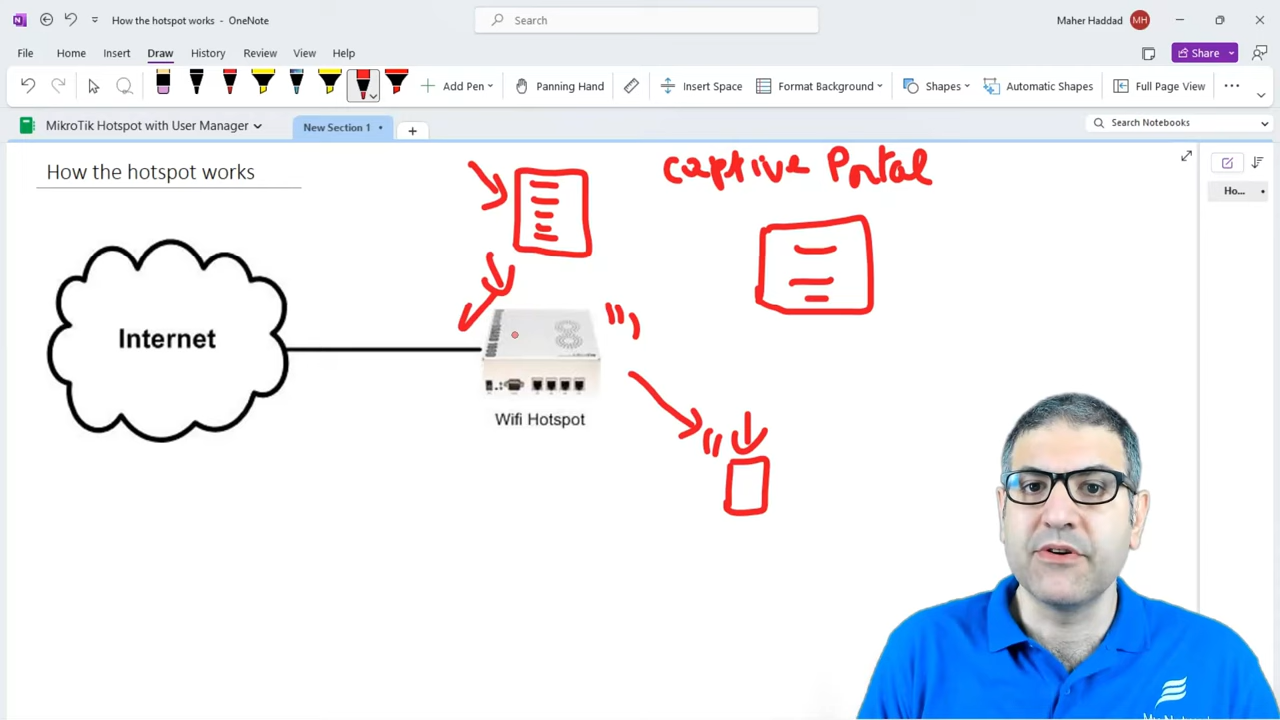 How the hotspot works - OneNote
Search
Maher Haddad
MH
File
Home
Insert
Draw
History
Review
View
Help
Share
Add Pen
Panning Hand
Insert Space
Format Background
Shapes
Automatic Shapes
Full Page View
MikroTik Hotspot with User Manager
New Section 1
Search Notebooks
How the hotspot works
captive Portal
Ho...
Internet
Wifi Hotspot